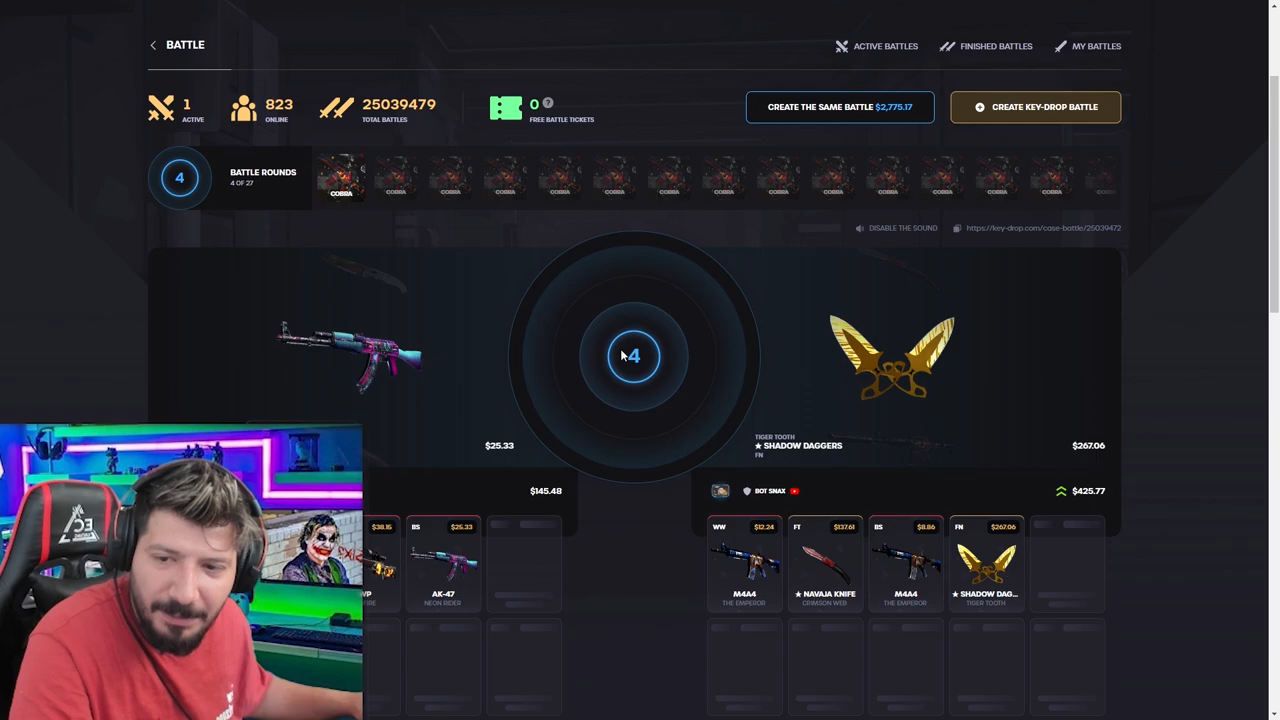 BATTLE
ACTIVE BATTLES
FINISHED BATTLES
MY BATTLES
1
ACTIVE
823
ONLINE
25039479
TOTAL BATTLES
0 ?
FREE BATTLE TICKETS
CREATE THE SAME BATTLE $2,775.17
CREATE KEY-DROP BATTLE
4
BATTLE ROUNDS
4 OF 27
COBRA
COBRA
COBRA
COBRA
COBRA
COBRA
COBRA
COBRA
COBRA
COBRA
COBRA
COBRA
COBRA
COBRA
DISABLE THE SOUND
https://key-drop.com/case-battle/25039472
4
$25.33
TIGER TOOTH
★ SHADOW DAGGERS
FN
$267.06
$145.48
BOT SNAX
$425.77
$38.15
BS
$25.33
AK-47
NEON RIDER
WW
$12.24
M4A4
THE EMPEROR
FT
$137.61
★ NAVAJA KNIFE
CRIMSON WEB
BS
$8.86
M4A4
THE EMPEROR
FN
$267.06
★ SHADOW DAG...
TIGER TOOTH